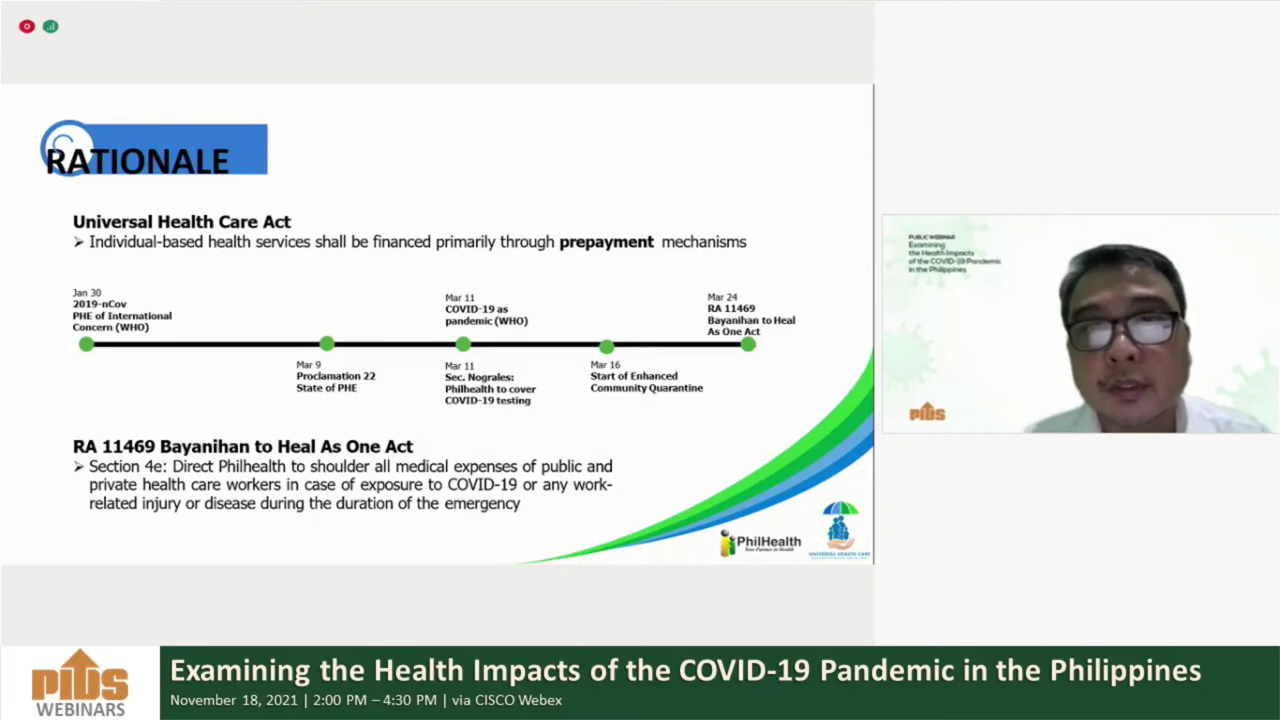 RATIONALE
Universal Health Care Act
➢ Individual-based health services shall be financed primarily through prepayment mechanisms
Jan 30
2019-nCov
PHE of International
Concern (WHO)
Mar 9
Proclamation 22
State of PHE
Mar 11
COVID-19 as
pandemic (WHO)
Mar 11
Sec. Nograles:
Philhealth to cover
COVID-19 testing
Mar 16
Start of Enhanced
Community Quarantine
Mar 24
RA 11469
Bayanihan to Heal
As One Act
RA 11469 Bayanihan to Heal As One Act
➢ Section 4e: Direct Philhealth to shoulder all medical expenses of public and
private health care workers in case of exposure to COVID-19 or any work-
related injury or disease during the duration of the emergency
PhilHealth
Your Partner in Health
UNIVERSAL HEALTH CARE
PUBLIC WEBINAR
Examining
the Health Impacts
of the COVID-19 Pandemic
in the Philippines
PIDS
PIDS
WEBINARS
Examining the Health Impacts of the COVID-19 Pandemic in the Philippines
November 18, 2021 | 2:00 PM – 4:30 PM | via CISCO Webex